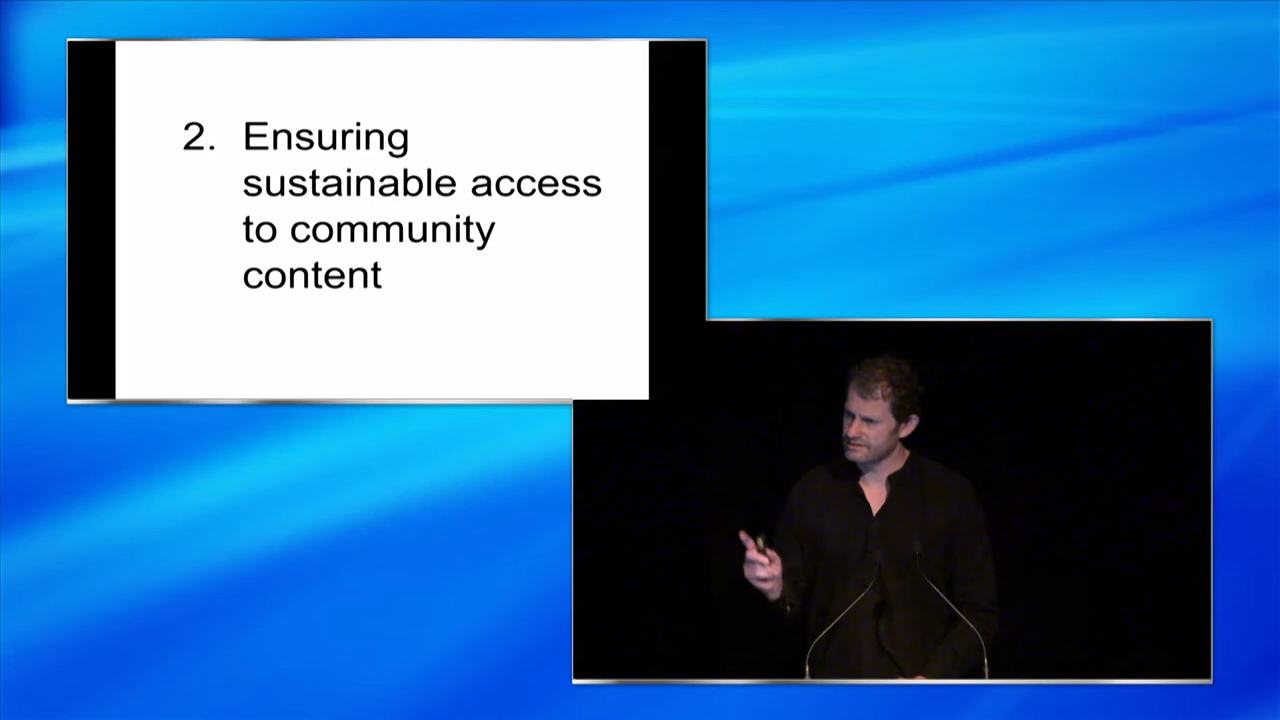 2. Ensuring
sustainable access
to community
content